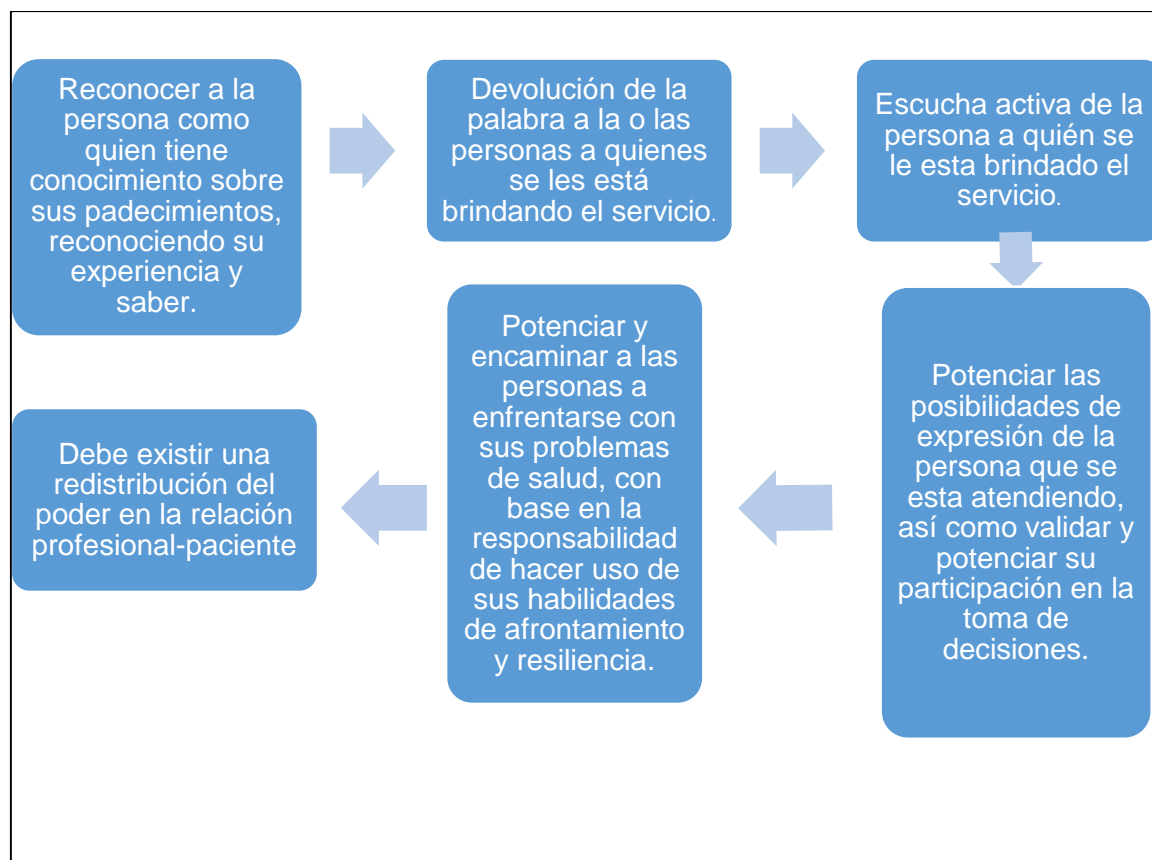 Reconocer a la
persona como
quien tiene
conocimiento sobre
sus padecimientos,
reconociendo su
experiencia y
saber.
Devolución de la
palabra a la o las
personas a quienes
se les está
brindando el servicio.
Escucha activa de la
persona a quién se
le esta brindado el
servicio.
Potenciar las
posibilidades de
expresión de la
persona que se
esta atendiendo,
así como validar y
potenciar su
participación en la
toma de
decisiones.
Potenciar y
encaminar a las
personas a
enfrentarse con
sus problemas
de salud, con
base en la
responsabilidad
de hacer uso de
sus habilidades
de afrontamiento
y resiliencia.
Debe existir una
redistribución del
poder en la relación
profesional-paciente